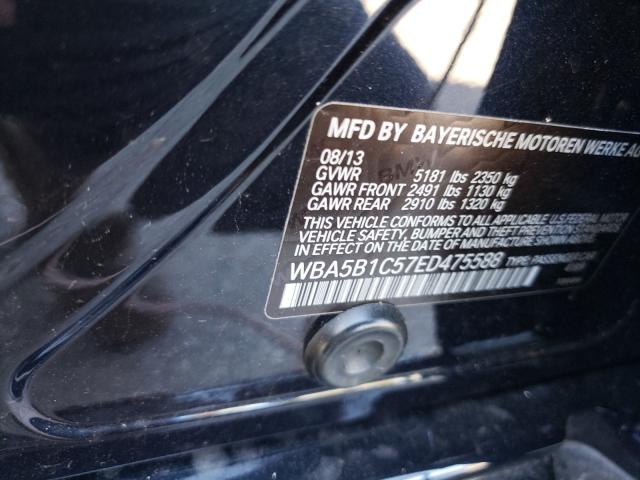 MFD BY BAYERISCHE MOTOREN WERKE AG
08/13
GVWR 5181 lbs 2350 kg
GAWR FRONT 2491 lbs 1130 kg
GAWR REAR 2910 lbs 1320 kg
THIS VEHICLE CONFORMS TO ALL APPLICABLE U.S. FEDERAL MOTOR
VEHICLE SAFETY, BUMPER AND THEFT PREVENTION STANDARDS
IN EFFECT ON THE DATE OF MANUFACTURE SHOWN ABOVE.
WBA5B1C57ED475588 TYPE: PASSENGER CAR